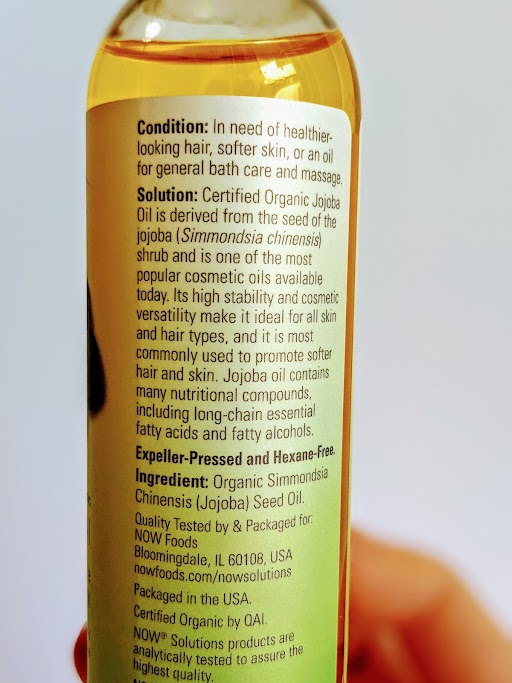 Condition: In need of healthier-
looking hair, softer skin, or an oil
for general bath care and massage.
Solution: Certified Organic Jojoba
Oil is derived from the seed of the
jojoba (Simmondsia chinensis)
shrub and is one of the most
popular cosmetic oils available
today. Its high stability and cosmetic
versatility make it ideal for all skin
and hair types, and it is most
commonly used to promote softer
hair and skin. Jojoba oil contains
many nutritional compounds,
including long-chain essential
fatty acids and fatty alcohols.
Expeller-Pressed and Hexane-Free.
Ingredient: Organic Simmondsia
Chinensis (Jojoba) Seed Oil.
Quality Tested by & Packaged for:
NOW Foods
Bloomingdale, IL 60108, USA
nowfoods.com/nowsolutions
Packaged in the USA.
Certified Organic by QAI.
NOW® Solutions products are
analytically tested to assure the
highest quality.